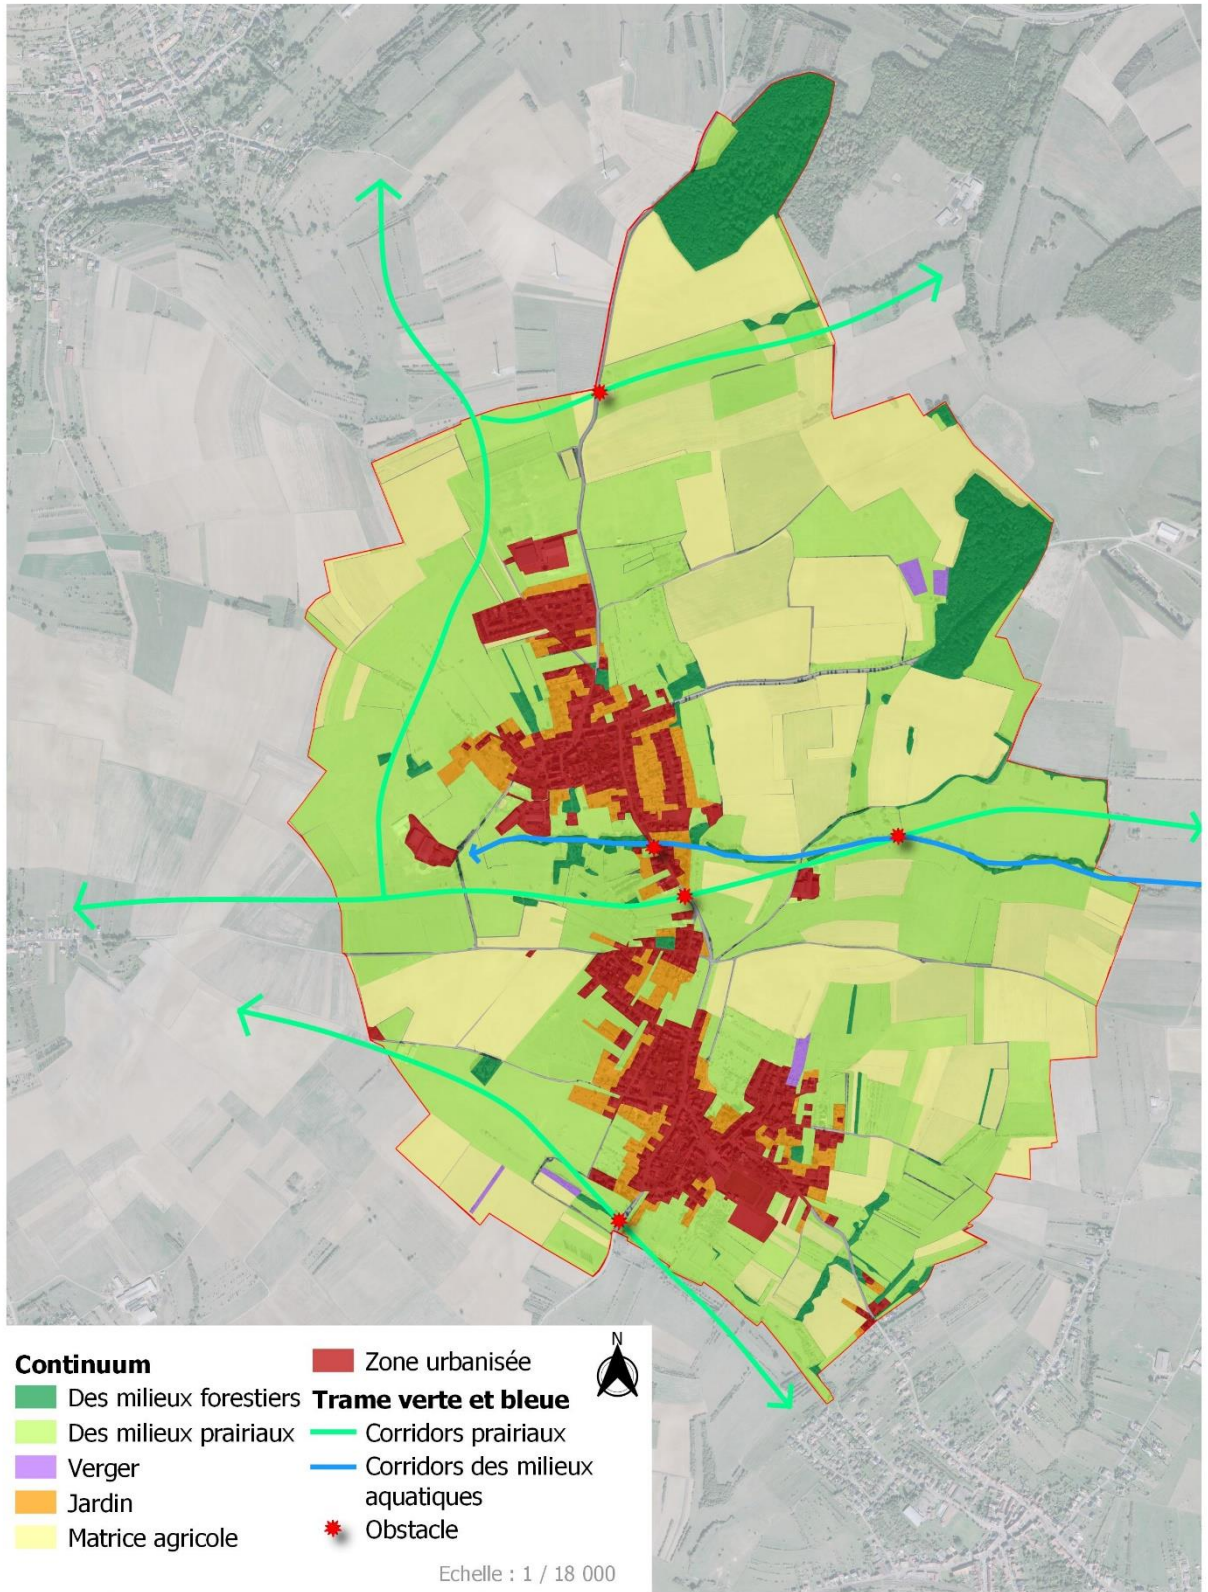 N
Continuum
Des milieux forestiers
Des milieux prairiaux
Verger
Jardin
Matrice agricole
Zone urbanisée
Trame verte et bleue
Corridors prairiaux
Corridors des milieux
aquatiques
Obstacle
Echelle : 1 / 18 000